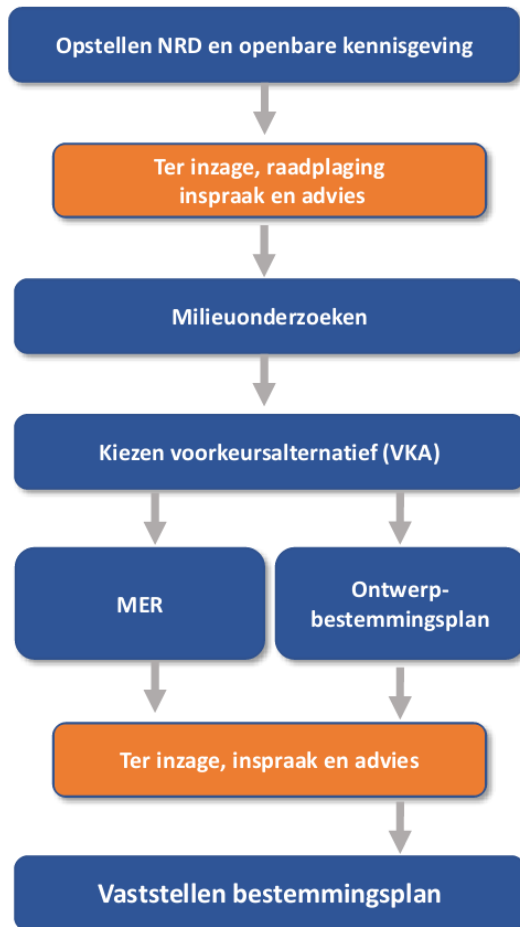 Opstellen NRD en openbare kennisgeving
Ter inzage, raadplaging
inspraak en advies
Milieuonderzoeken
Kiezen voorkeursalternatief (VKA)
MER
Ontwerp-
bestemmingsplan
Ter inzage, inspraak en advies
Vaststellen bestemmingsplan